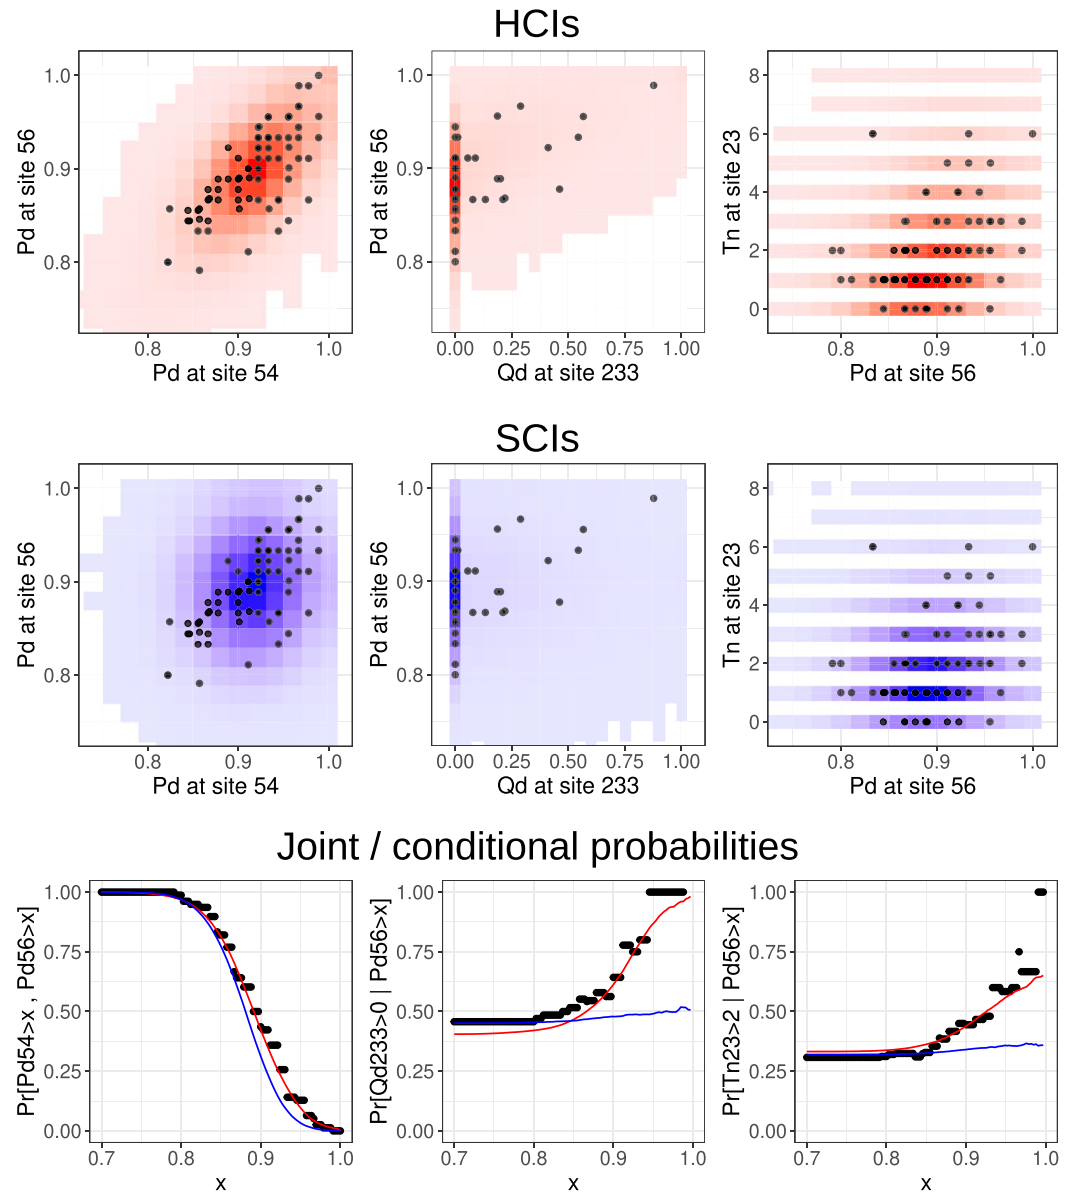 HCIs
Pd at site 56
1.0
0.9
0.8
0.8 0.9 1.0
Pd at site 54
Pd at site 56
1.0
0.9
0.8
0.00 0.25 0.50 0.75 1.00
Qd at site 233
Tn at site 23
8
6
4
2
0
0.8 0.9 1.0
Pd at site 56
SCIs
Pd at site 56
1.0
0.9
0.8
0.8 0.9 1.0
Pd at site 54
Pd at site 56
1.0
0.9
0.8
0.00 0.25 0.50 0.75 1.00
Qd at site 233
Tn at site 23
8
6
4
2
0
0.8 0.9 1.0
Pd at site 56
Joint / conditional probabilities
Pr[Pd54>x , Pd56>x]
1.00
0.75
0.50
0.25
0.00
0.7 0.8 0.9 1.0
x
Pr[Qd233>0 | Pd56>x]
1.00
0.75
0.50
0.25
0.00
0.7 0.8 0.9 1.0
x
Pr[Tn23>2 | Pd56>x]
1.00
0.75
0.50
0.25
0.00
0.7 0.8 0.9 1.0
x